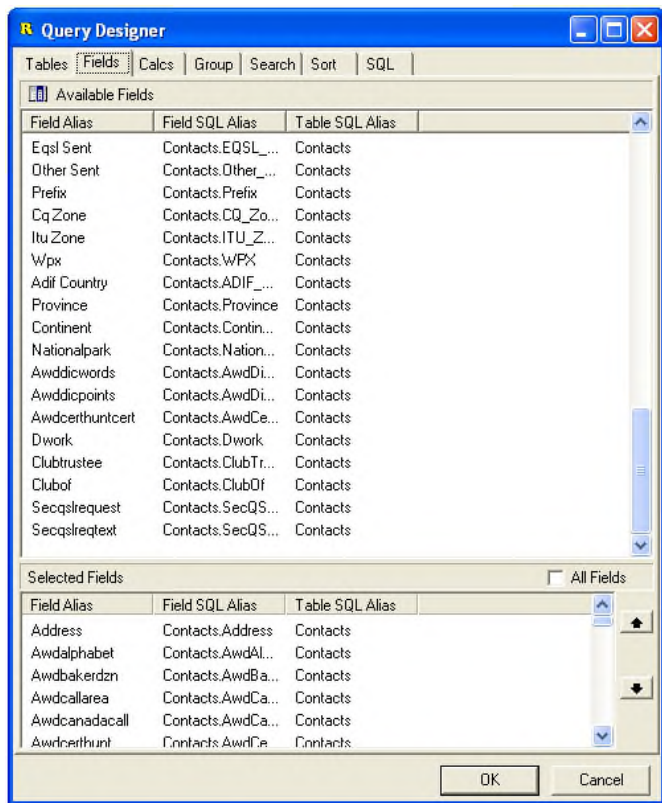 R Query Designer
Tables Fields Calcs Group Search Sort SQL
Available Fields
Field Alias Field SQL Alias Table SQL Alias
Eqsl Sent Contacts.EQSL_... Contacts
Other Sent Contacts.Other_... Contacts
Prefix Contacts.Prefix Contacts
Cq Zone Contacts.CQ_Zo... Contacts
Itu Zone Contacts.ITU_Z... Contacts
Wpx Contacts.WPX Contacts
Adif Country Contacts.ADIF_... Contacts
Province Contacts.Province Contacts
Continent Contacts.Contin... Contacts
Nationalpark Contacts.Nation... Contacts
Awddicwords Contacts.AwdDi... Contacts
Awddicpoints Contacts.AwdDi... Contacts
Awdcerthuntcert Contacts.AwdCe... Contacts
Dwork Contacts.Dwork Contacts
Clubtrustee Contacts.ClubTr... Contacts
Clubof Contacts.ClubOf Contacts
Secqslrequest Contacts.SecQS... Contacts
Secqslreqtext Contacts.SecQS... Contacts
Selected Fields All Fields
Field Alias Field SQL Alias Table SQL Alias
Address Contacts.Address Contacts
Awdalphabet Contacts.AwdAl... Contacts
Awdbakerdzn Contacts.AwdBa... Contacts
Awdcallarea Contacts.AwdCa... Contacts
Awdcanadacall Contacts.AwdCa... Contacts
Awdcerthunt Contacts.AwdCe... Contacts
OK Cancel